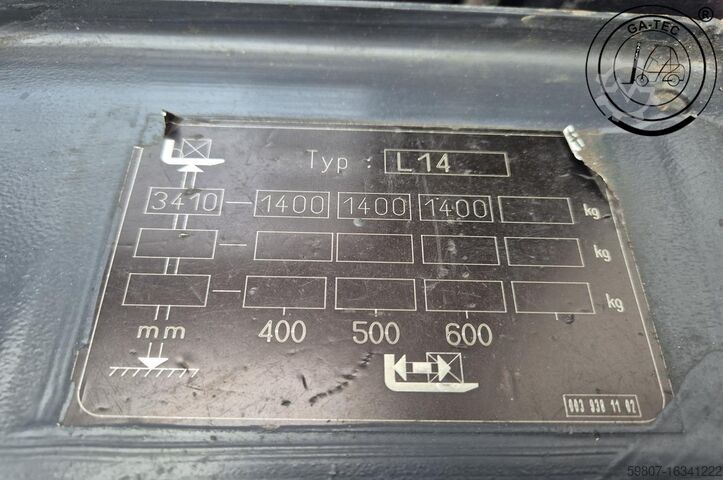 GA-TEC ®
Typ : L14
3410 1400 1400 1400 kg
kg
kg
mm 400 500 600
003 938 11 02
59807-16341222